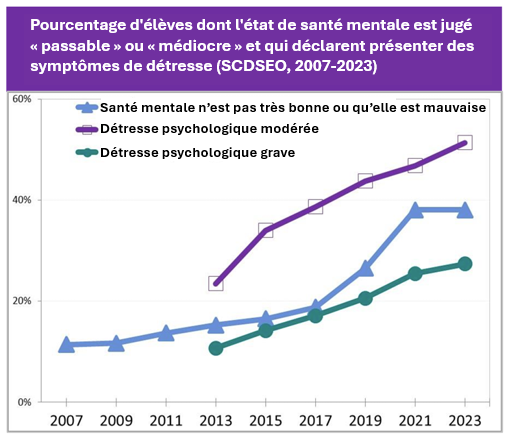 Pourcentage d'élèves dont l'état de santé mentale est jugé
« passable » ou « médiocre » et qui déclarent présenter des
symptômes de détresse (SCDSEO, 2007-2023)
60%
Santé mentale n’est pas très bonne ou qu’elle est mauvaise
Détresse psychologique modérée
Détresse psychologique grave
40%
20%
0%
2007 2009 2011 2013 2015 2017 2019 2021 2023